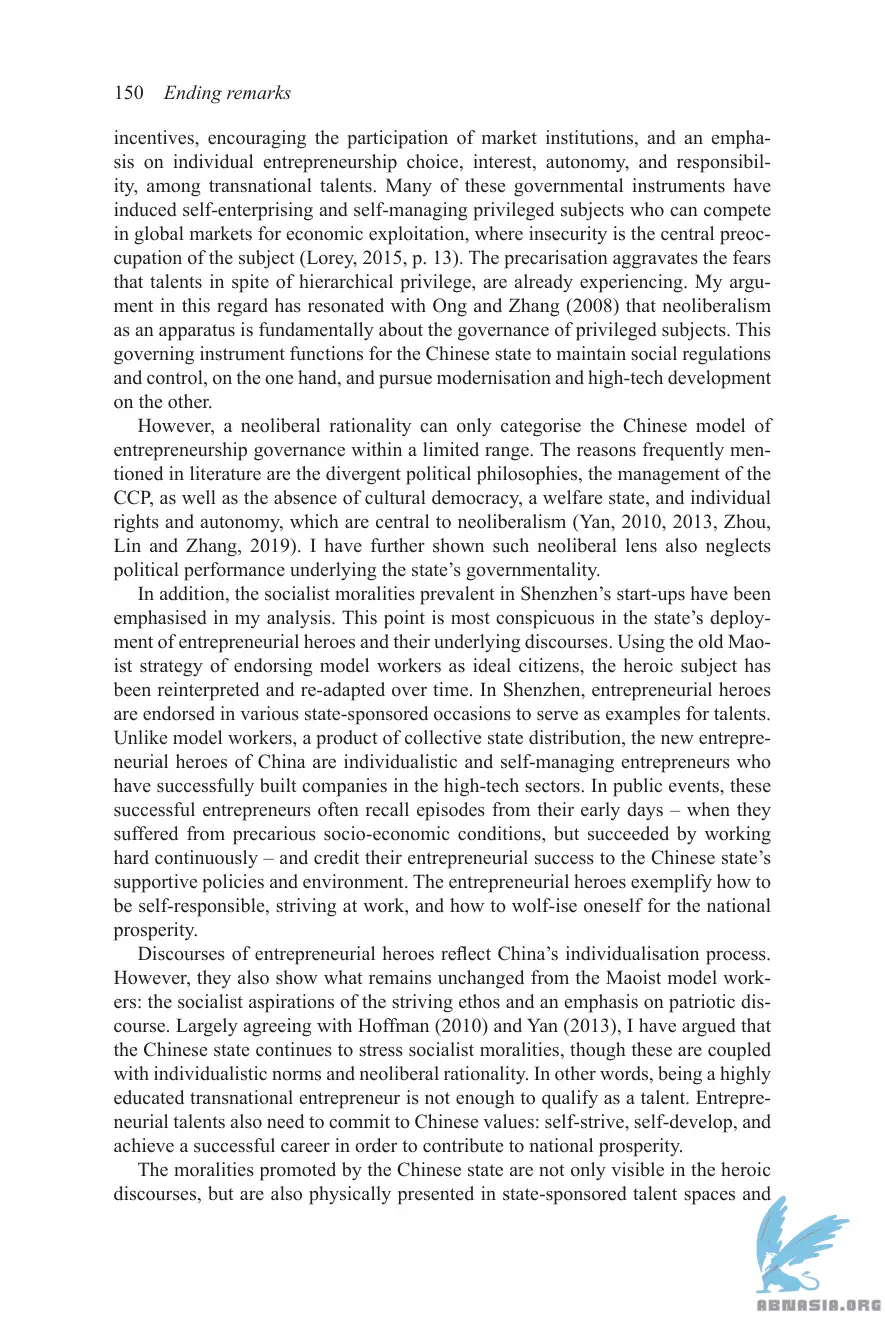 150 Ending remarks
incentives, encouraging the participation of market institutions, and an empha-
sis on individual entrepreneurship choice, interest, autonomy, and responsibil-
ity, among transnational talents. Many of these governmental instruments have
induced self-enterprising and self-managing privileged subjects who can compete
in global markets for economic exploitation, where insecurity is the central preoc-
cupation of the subject (Lorey, 2015, p. 13). The precarisation aggravates the fears
that talents in spite of hierarchical privilege, are already experiencing. My argu-
ment in this regard has resonated with Ong and Zhang (2008) that neoliberalism
as an apparatus is fundamentally about the governance of privileged subjects. This
governing instrument functions for the Chinese state to maintain social regulations
and control, on the one hand, and pursue modernisation and high-tech development
on the other.
However, a neoliberal rationality can only categorise the Chinese model of
entrepreneurship governance within a limited range. The reasons frequently men-
tioned in literature are the divergent political philosophies, the management of the
CCP, as well as the absence of cultural democracy, a welfare state, and individual
rights and autonomy, which are central to neoliberalism (Yan, 2010, 2013, Zhou,
Lin and Zhang, 2019). I have further shown such neoliberal lens also neglects
political performance underlying the state’s governmentality.
In addition, the socialist moralities prevalent in Shenzhen’s start-ups have been
emphasised in my analysis. This point is most conspicuous in the state’s deploy-
ment of entrepreneurial heroes and their underlying discourses. Using the old Mao-
ist strategy of endorsing model workers as ideal citizens, the heroic subject has
been reinterpreted and re-adapted over time. In Shenzhen, entrepreneurial heroes
are endorsed in various state-sponsored occasions to serve as examples for talents.
Unlike model workers, a product of collective state distribution, the new entrepre-
neurial heroes of China are individualistic and self-managing entrepreneurs who
have successfully built companies in the high-tech sectors. In public events, these
successful entrepreneurs often recall episodes from their early days – when they
suffered from precarious socio-economic conditions, but succeeded by working
hard continuously – and credit their entrepreneurial success to the Chinese state’s
supportive policies and environment. The entrepreneurial heroes exemplify how to
be self-responsible, striving at work, and how to wolf-ise oneself for the national
prosperity.
Discourses of entrepreneurial heroes reflect China’s individualisation process.
However, they also show what remains unchanged from the Maoist model work-
ers: the socialist aspirations of the striving ethos and an emphasis on patriotic dis-
course. Largely agreeing with Hoffman (2010) and Yan (2013), I have argued that
the Chinese state continues to stress socialist moralities, though these are coupled
with individualistic norms and neoliberal rationality. In other words, being a highly
educated transnational entrepreneur is not enough to qualify as a talent. Entrepre-
neurial talents also need to commit to Chinese values: self-strive, self-develop, and
achieve a successful career in order to contribute to national prosperity.
The moralities promoted by the Chinese state are not only visible in the heroic
discourses, but are also physically presented in state-sponsored talent spaces and
ABNASIA.ORG